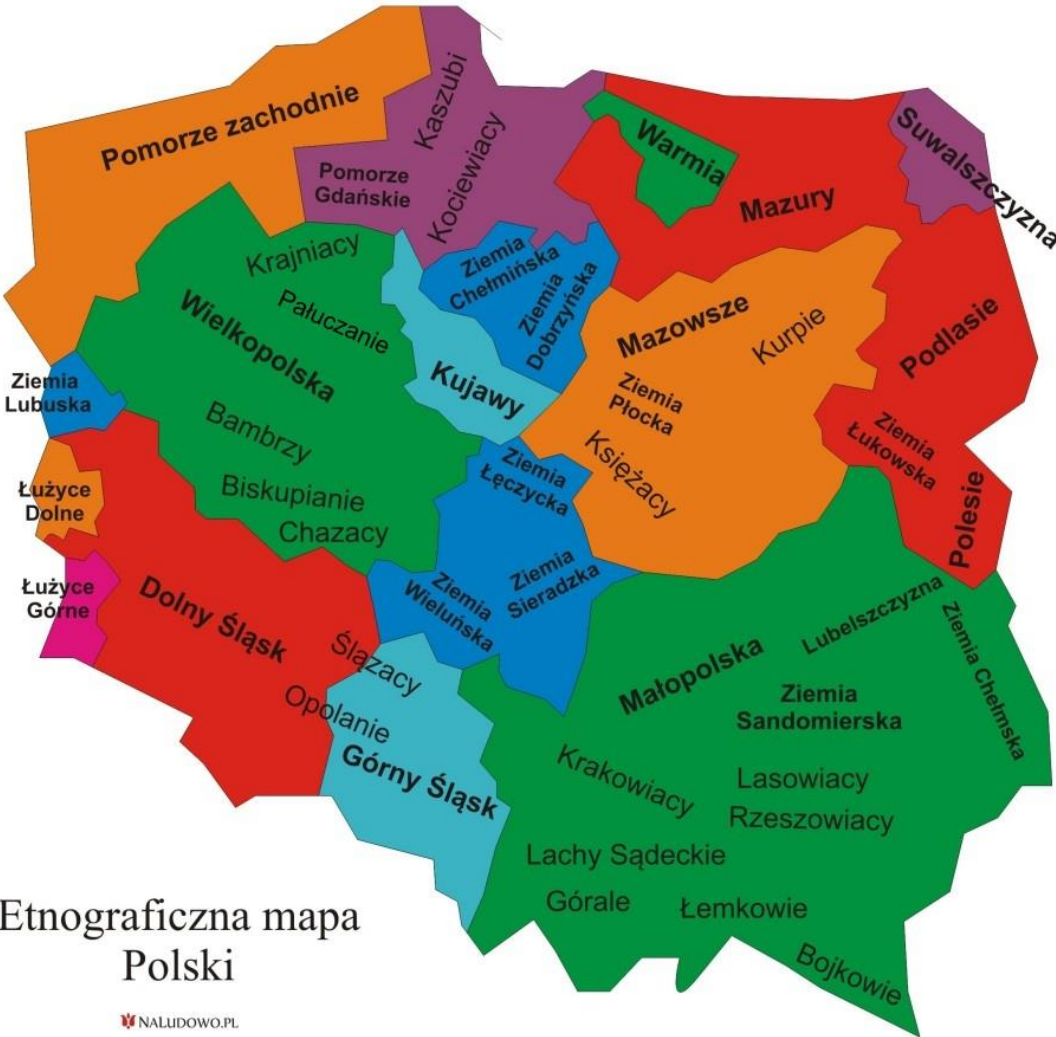 Pomorze zachodnie
Kaszubi
Kociewiacy
Pomorze
Gdańskie
Warmia
Mazury
Suwalszczyzna
Krajniacy
Pałuczanie
Wielkopolska
Bambrzy
Biskupianie
Chazacy
Kujawy
Ziemia
Chełmińska
Ziemia
Dobrzyńska
Mazowsze
Kurpie
Ziemia
Płocka
Księżacy
Podlasie
Ziemia
Łukowska
Polesie
Ziemia
Lubuska
Łużyce
Dolne
Łużyce
Górne
Dolny Śląsk
Ślązacy
Opolanie
Górny Śląsk
Ziemia
Łęczycka
Ziemia
Sieradzka
Ziemia
Wieluńska
Małopolska
Lubelszczyzna
Ziemia Chełmska
Ziemia
Sandomierska
Krakowiacy
Lasowiacy
Rzeszowiacy
Lachy Sądeckie
Górale
Łemkowie
Bojkowie
Etnograficzna mapa
Polski
NALUDOWO.PL